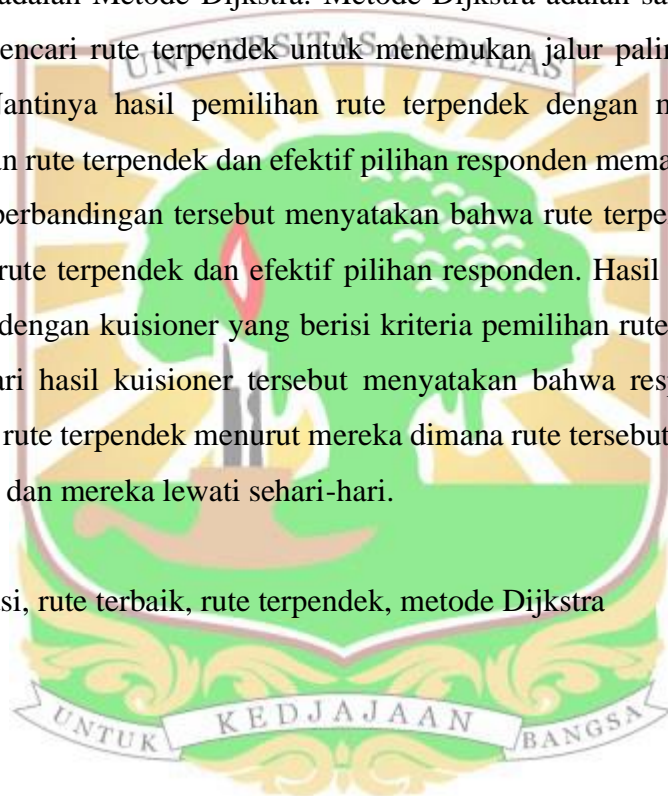 adalah Metode Dijkstra. Metode Dijkstra adalah sa
encari rute terpendek untuk menemukan jalur palin
UNIVERSITAS ANDALAS
Nantinya hasil pemilihan rute terpendek dengan m
n rute terpendek dan efektif pilihan responden mema
perbandingan tersebut menyatakan bahwa rute terpe
rute terpendek dan efektif pilihan responden. Hasil
dengan kuisioner yang berisi kriteria pemilihan rute
ari hasil kuisioner tersebut menyatakan bahwa resp
rute terpendek menurut mereka dimana rute tersebut
dan mereka lewati sehari-hari.
si, rute terbaik, rute terpendek, metode Dijkstra
UNTUK KEDJAJAAN BANGSA